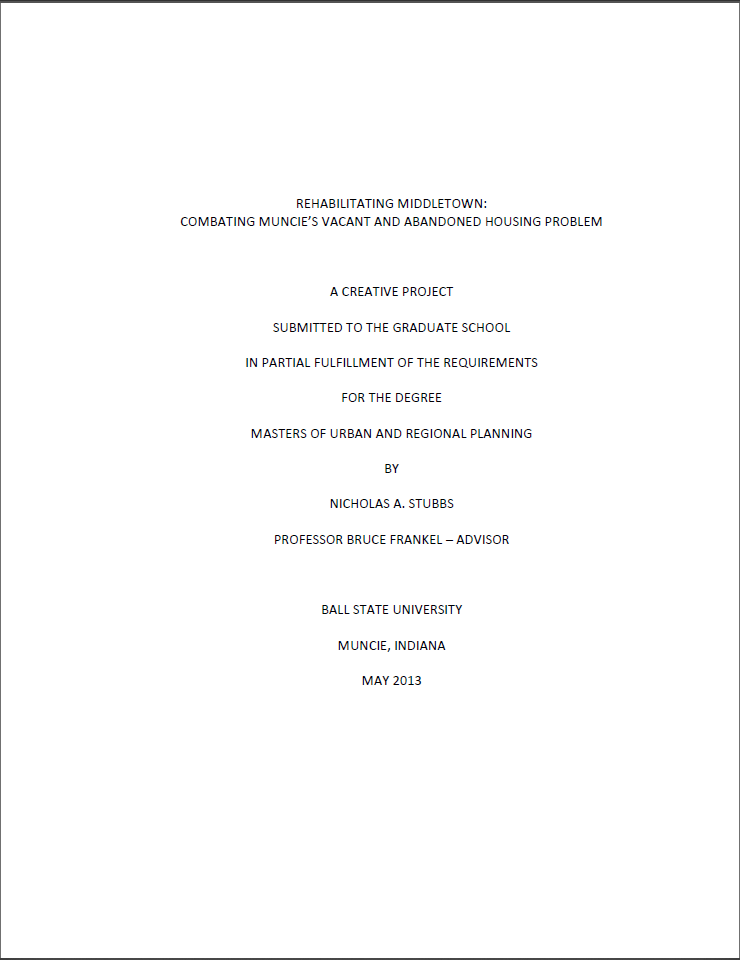 REHABILITATING MIDDLETOWN:
COMBATING MUNCIE’S VACANT AND ABANDONED HOUSING PROBLEM
A CREATIVE PROJECT
SUBMITTED TO THE GRADUATE SCHOOL
IN PARTIAL FULFILLMENT OF THE REQUIREMENTS
FOR THE DEGREE
MASTERS OF URBAN AND REGIONAL PLANNING
BY
NICHOLAS A. STUBBS
PROFESSOR BRUCE FRANKEL – ADVISOR
BALL STATE UNIVERSITY
MUNCIE, INDIANA
MAY 2013